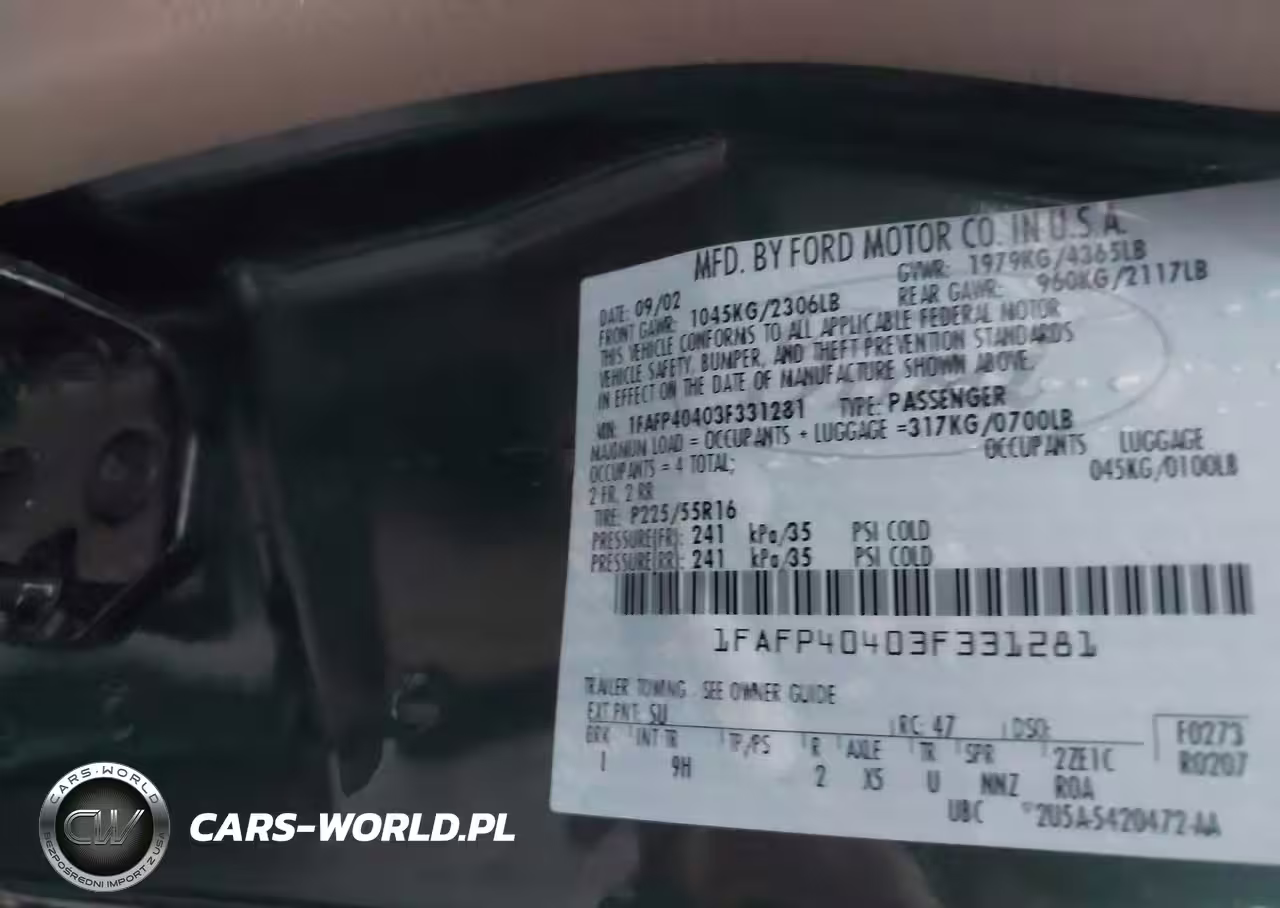 MFD. BY FORD MOTOR CO. IN U.S.A.
DATE: 09/02 GVWR: 1979KG/4365LB
FRONT GAWR: 1045KG/2306LB REAR GAWR: 960KG/2117LB
THIS VEHICLE CONFORMS TO ALL APPLICABLE FEDERAL MOTOR
VEHICLE SAFETY, BUMPER, AND THEFT PREVENTION STANDARDS
IN EFFECT ON THE DATE OF MANUFACTURE SHOWN ABOVE.
VIN: 1FAFP40403F331281 TYPE: PASSENGER
MAXIMUN LOAD = OCCUPANTS + LUGGAGE =317KG/0700LB
OCCUPANTS = 4 TOTAL; OCCUPANTS LUGGAGE
2 FR, 2 RR 045KG/0100LB
TIRE: P225/55R16
PRESSURE(FR): 241 kPa/35 PSI COLD
PRESSURE(RR): 241 kPa/35 PSI COLD
1FAFP40403F331281
TRAILER TOWING - SEE OWNER GUIDE
EXT PNT: SU RC: 47 DSO: F0273
BRK INT TR TP/PS R AXLE TR SPR 2ZE1C R0207
1 9H 2 X5 U NNZ ROA
UBC 2U5A-5420472-AA
CARS-WORLD
CW
BEZPOŚREDNI IMPORT Z USA
CARS-WORLD.PL